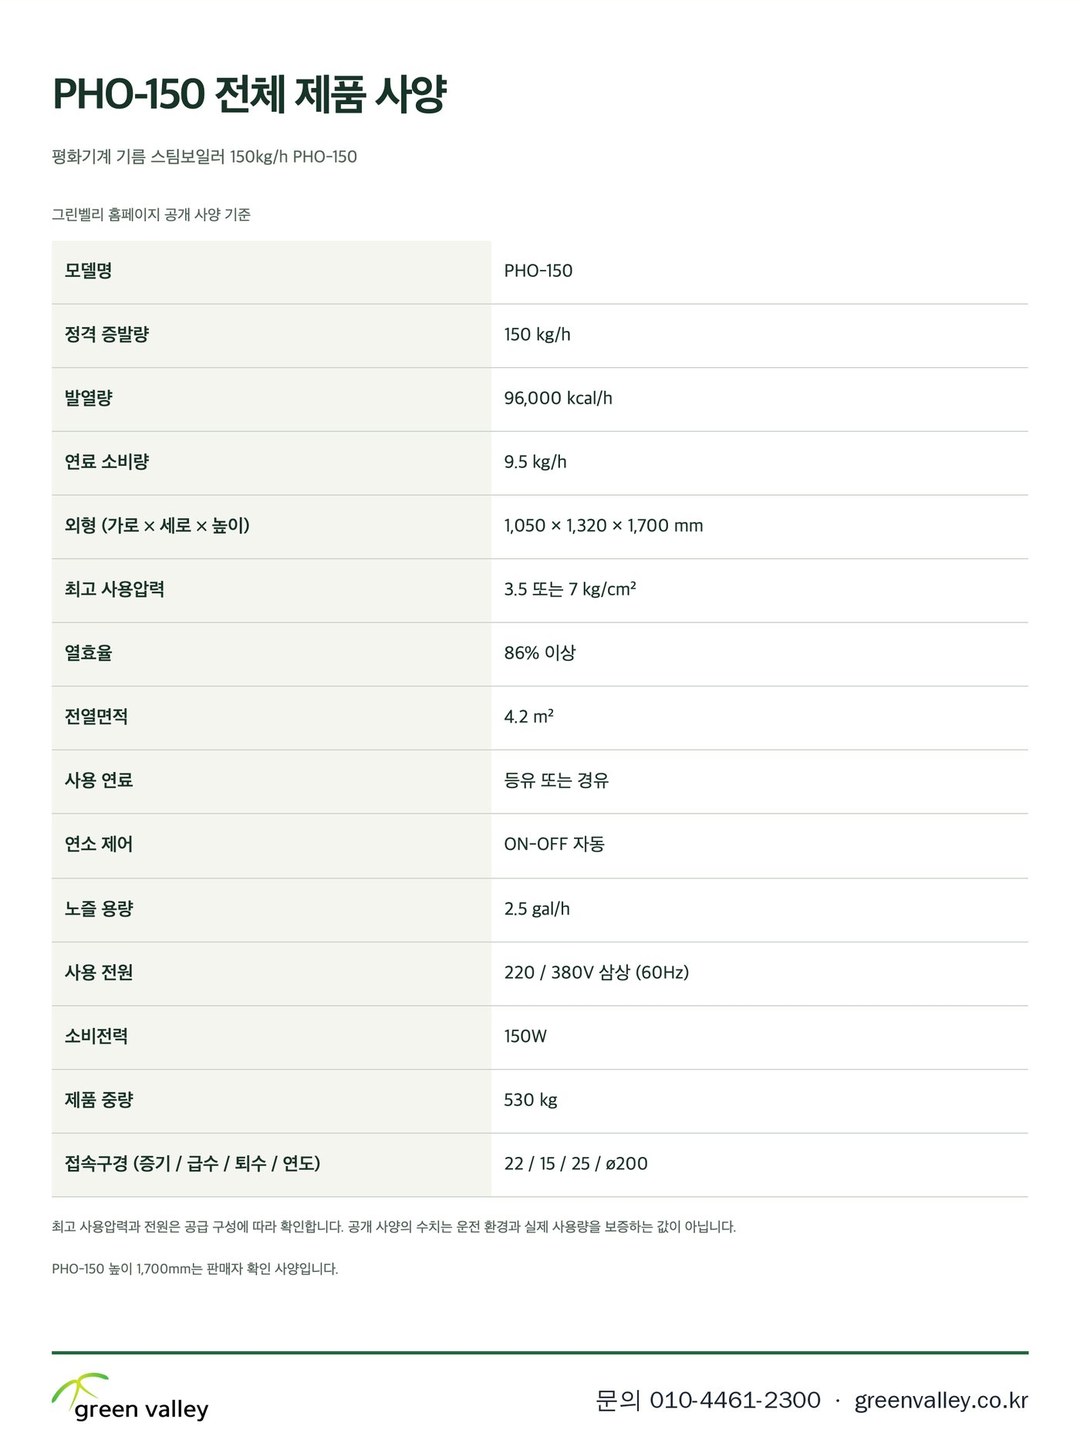 PHO-150 전체 제품 사양
평화기계 기름 스팀보일러 150kg/h PHO-150
그린벨리 홈페이지 공개 사양 기준
모델명 PHO-150
정격 증발량 150 kg/h
발열량 96,000 kcal/h
연료 소비량 9.5 kg/h
외형 (가로 × 세로 × 높이) 1,050 × 1,320 × 1,700 mm
최고 사용압력 3.5 또는 7 kg/cm²
열효율 86% 이상
전열면적 4.2 m²
사용 연료 등유 또는 경유
연소 제어 ON-OFF 자동
노즐 용량 2.5 gal/h
사용 전원 220 / 380V 삼상 (60Hz)
소비전력 150W
제품 중량 530 kg
접속구경 (증기 / 급수 / 퇴수 / 연도) 22 / 15 / 25 / ø200
최고 사용압력과 전원은 공급 구성에 따라 확인합니다. 공개 사양의 수치는 운전 환경과 실제 사용량을 보증하는 값이 아닙니다.
PHO-150 높이 1,700mm는 판매자 확인 사양입니다.
green valley
문의 010-4461-2300 · greenvalley.co.kr